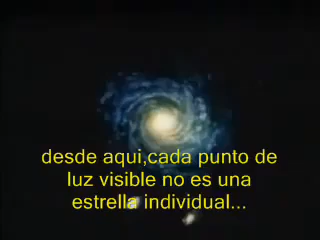 desde aqui,cada punto de
luz visible no es una
estrella individual...